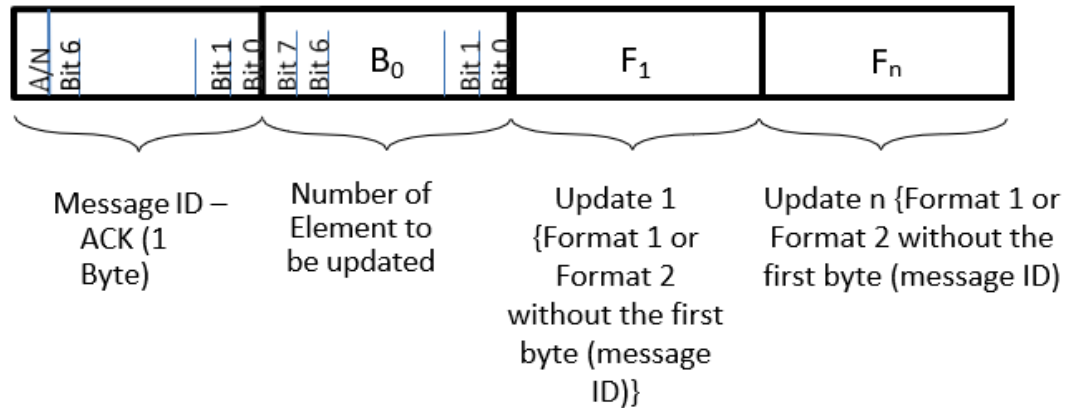 A/N
Bit 6
Bit 1
Bit 0
Bit 7
Bit 6
B₀
Bit 1
Bit 0
F₁
Fₙ
Message ID –
ACK (1
Byte)
Number of
Element to
be updated
Update 1
{Format 1 or
Format 2
without the first
byte (message
ID)}
Update n {Format 1 or
Format 2 without the
first byte (message ID)